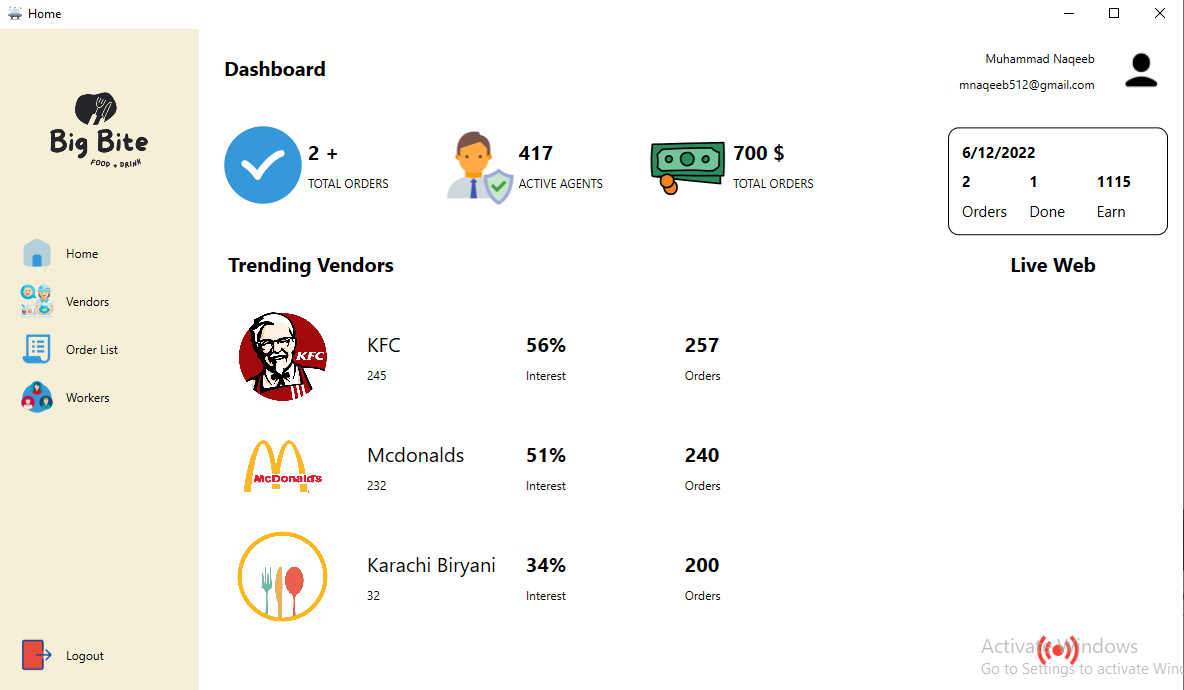 Home
Dashboard
Muhammad Naqeeb
mnaqeeb512@gmail.com
Big Bite
FOOD + DRINK
2 +
TOTAL ORDERS
417
ACTIVE AGENTS
700 $
TOTAL ORDERS
6/12/2022
2 1 1115
Orders Done Earn
Home
Vendors
Order List
Workers
Logout
Trending Vendors
Live Web
KFC
KFC 56% 257
245 Interest Orders
McDonald's
Mcdonalds 51% 240
232 Interest Orders
Karachi Biryani 34% 200
32 Interest Orders
Activate Windows
Go to Settings to activate Win